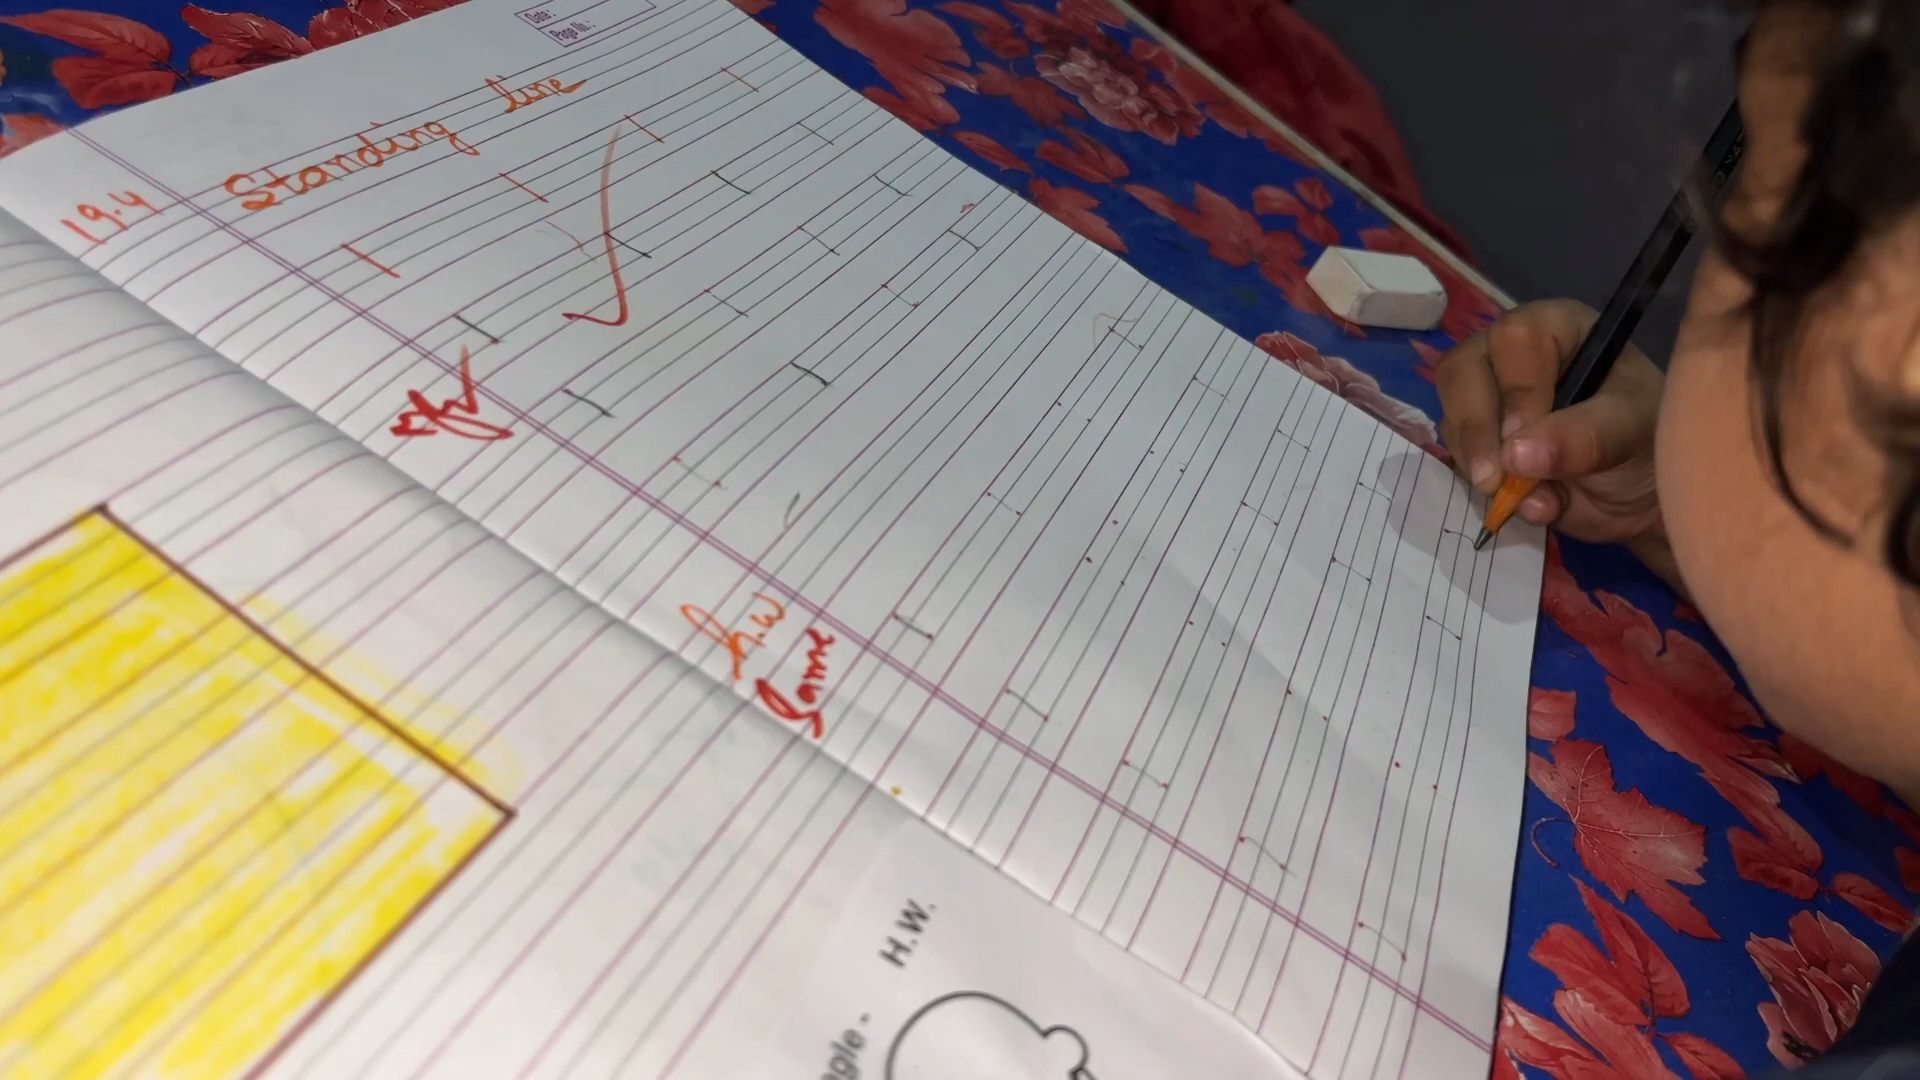 Date:
Page No.:
19.4 Standing line
h.w
Same
H.W.